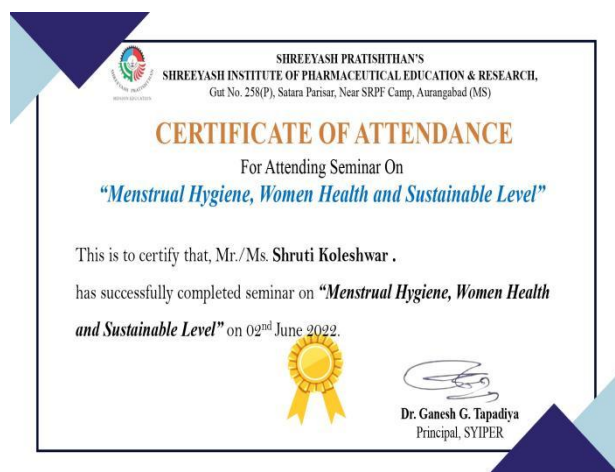 SHREEYASH PRATISHTHAN'S
SHREEYASH INSTITUTE OF PHARMACEUTICAL EDUCATION & RESEARCH,
Gut No. 258(P), Satara Parisar, Near SRPF Camp, Aurangabad (MS)
CERTIFICATE OF ATTENDANCE
For Attending Seminar On
“Menstrual Hygiene, Women Health and Sustainable Level”
This is to certify that, Mr./Ms. Shruti Koleshwar .
has successfully completed seminar on “Menstrual Hygiene, Women Health
and Sustainable Level” on 02nd June 2022.
Dr. Ganesh G. Tapadiya
Principal, SYIPER